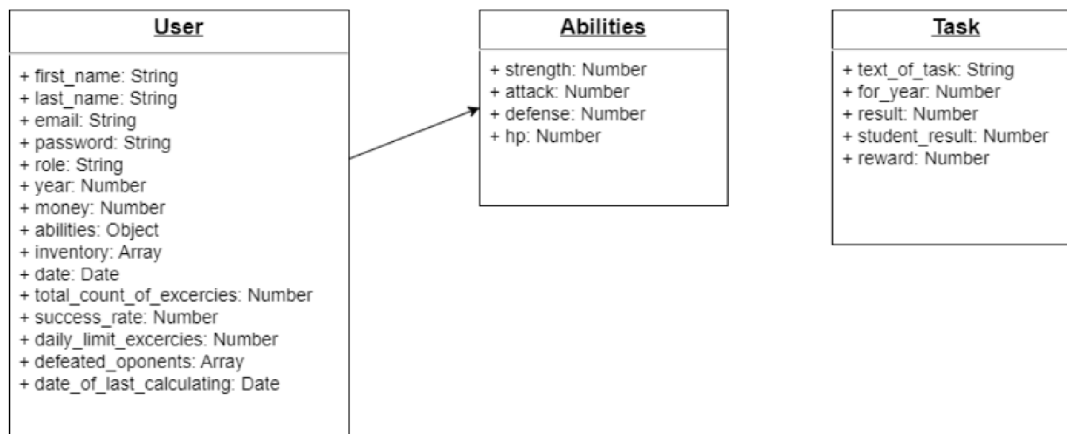 User
+ first_name: String
+ last_name: String
+ email: String
+ password: String
+ role: String
+ year: Number
+ money: Number
+ abilities: Object
+ inventory: Array
+ date: Date
+ total_count_of_excercies: Number
+ success_rate: Number
+ daily_limit_excercies: Number
+ defeated_oponents: Array
+ date_of_last_calculating: Date
Abilities
+ strength: Number
+ attack: Number
+ defense: Number
+ hp: Number
Task
+ text_of_task: String
+ for_year: Number
+ result: Number
+ student_result: Number
+ reward: Number